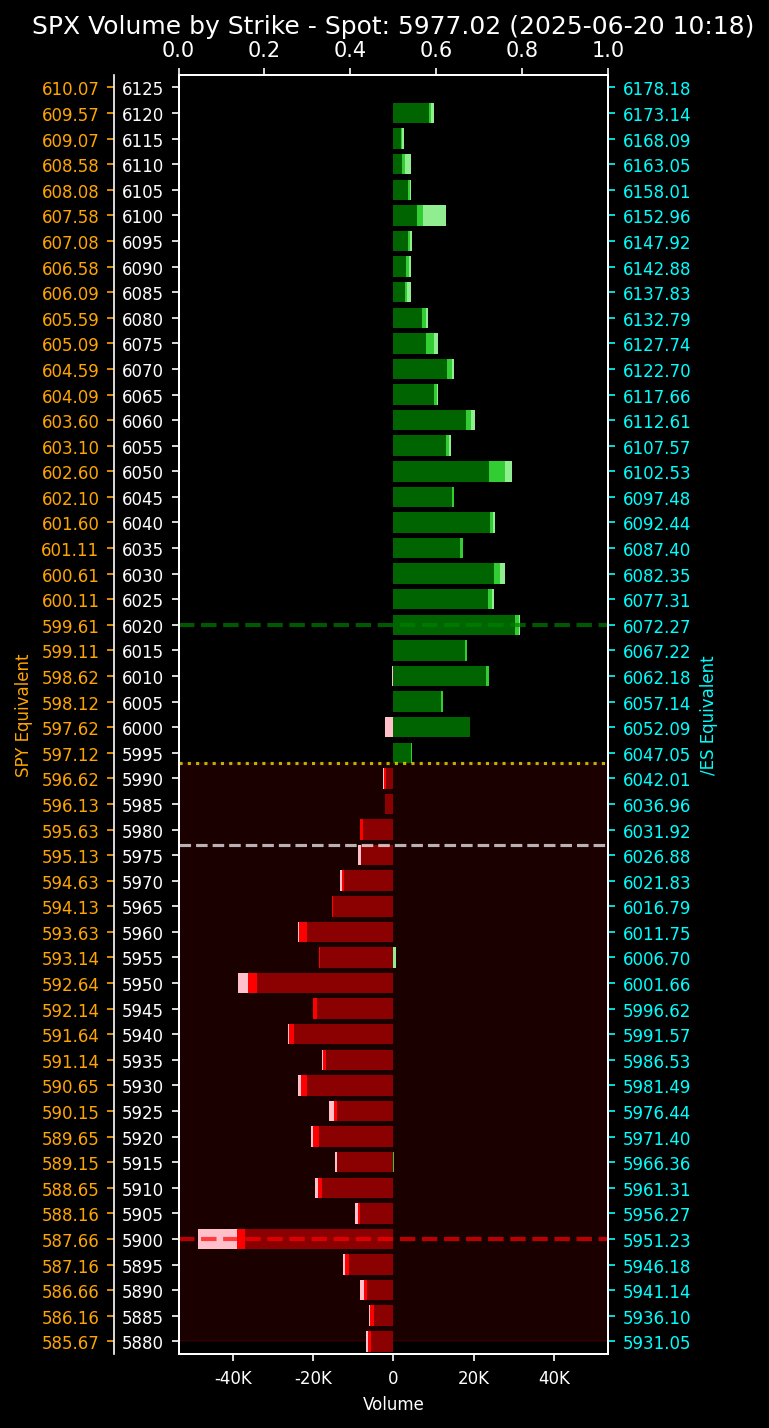 SPX Volume by Strike - Spot: 5977.02 (2025-06-20 10:18)
0.0 0.2 0.4 0.6 0.8 1.0
610.07 6125 6178.18
609.57 6120 6173.14
609.07 6115 6168.09
608.58 6110 6163.05
608.08 6105 6158.01
607.58 6100 6152.96
607.08 6095 6147.92
606.58 6090 6142.88
606.09 6085 6137.83
605.59 6080 6132.79
605.09 6075 6127.74
604.59 6070 6122.70
604.09 6065 6117.66
603.60 6060 6112.61
603.10 6055 6107.57
602.60 6050 6102.53
602.10 6045 6097.48
601.60 6040 6092.44
601.11 6035 6087.40
600.61 6030 6082.35
600.11 6025 6077.31
599.61 6020 6072.27
599.11 6015 6067.22
598.62 6010 6062.18
598.12 6005 6057.14
597.62 6000 6052.09
597.12 5995 6047.05
596.62 5990 6042.01
596.13 5985 6036.96
595.63 5980 6031.92
595.13 5975 6026.88
594.63 5970 6021.83
594.13 5965 6016.79
593.63 5960 6011.75
593.14 5955 6006.70
592.64 5950 6001.66
592.14 5945 5996.62
591.64 5940 5991.57
591.14 5935 5986.53
590.65 5930 5981.49
590.15 5925 5976.44
589.65 5920 5971.40
589.15 5915 5966.36
588.65 5910 5961.31
588.16 5905 5956.27
587.66 5900 5951.23
587.16 5895 5946.18
586.66 5890 5941.14
586.16 5885 5936.10
585.67 5880 5931.05
SPY Equivalent
/ES Equivalent
-40K -20K 0 20K 40K
Volume